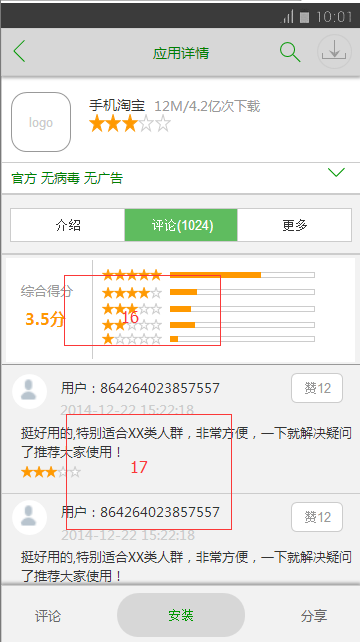 10:01
应用详情
logo
手机淘宝 12M/4.2亿次下载
官方 无病毒 无广告
介绍 评论(1024) 更多
综合得分
3.5分
16
用户：864264023857557 赞12
2014-12-22 15:22:18
挺好用的,特别适合XX类人群，非常方便，一下就解决疑问
了推荐大家使用！
17
用户：864264023857557 赞12
2014-12-22 15:22:18
挺好用的,特别适合XX类人群，非常方便，一下就解决疑问
了推荐大家使用！
评论 安装 分享